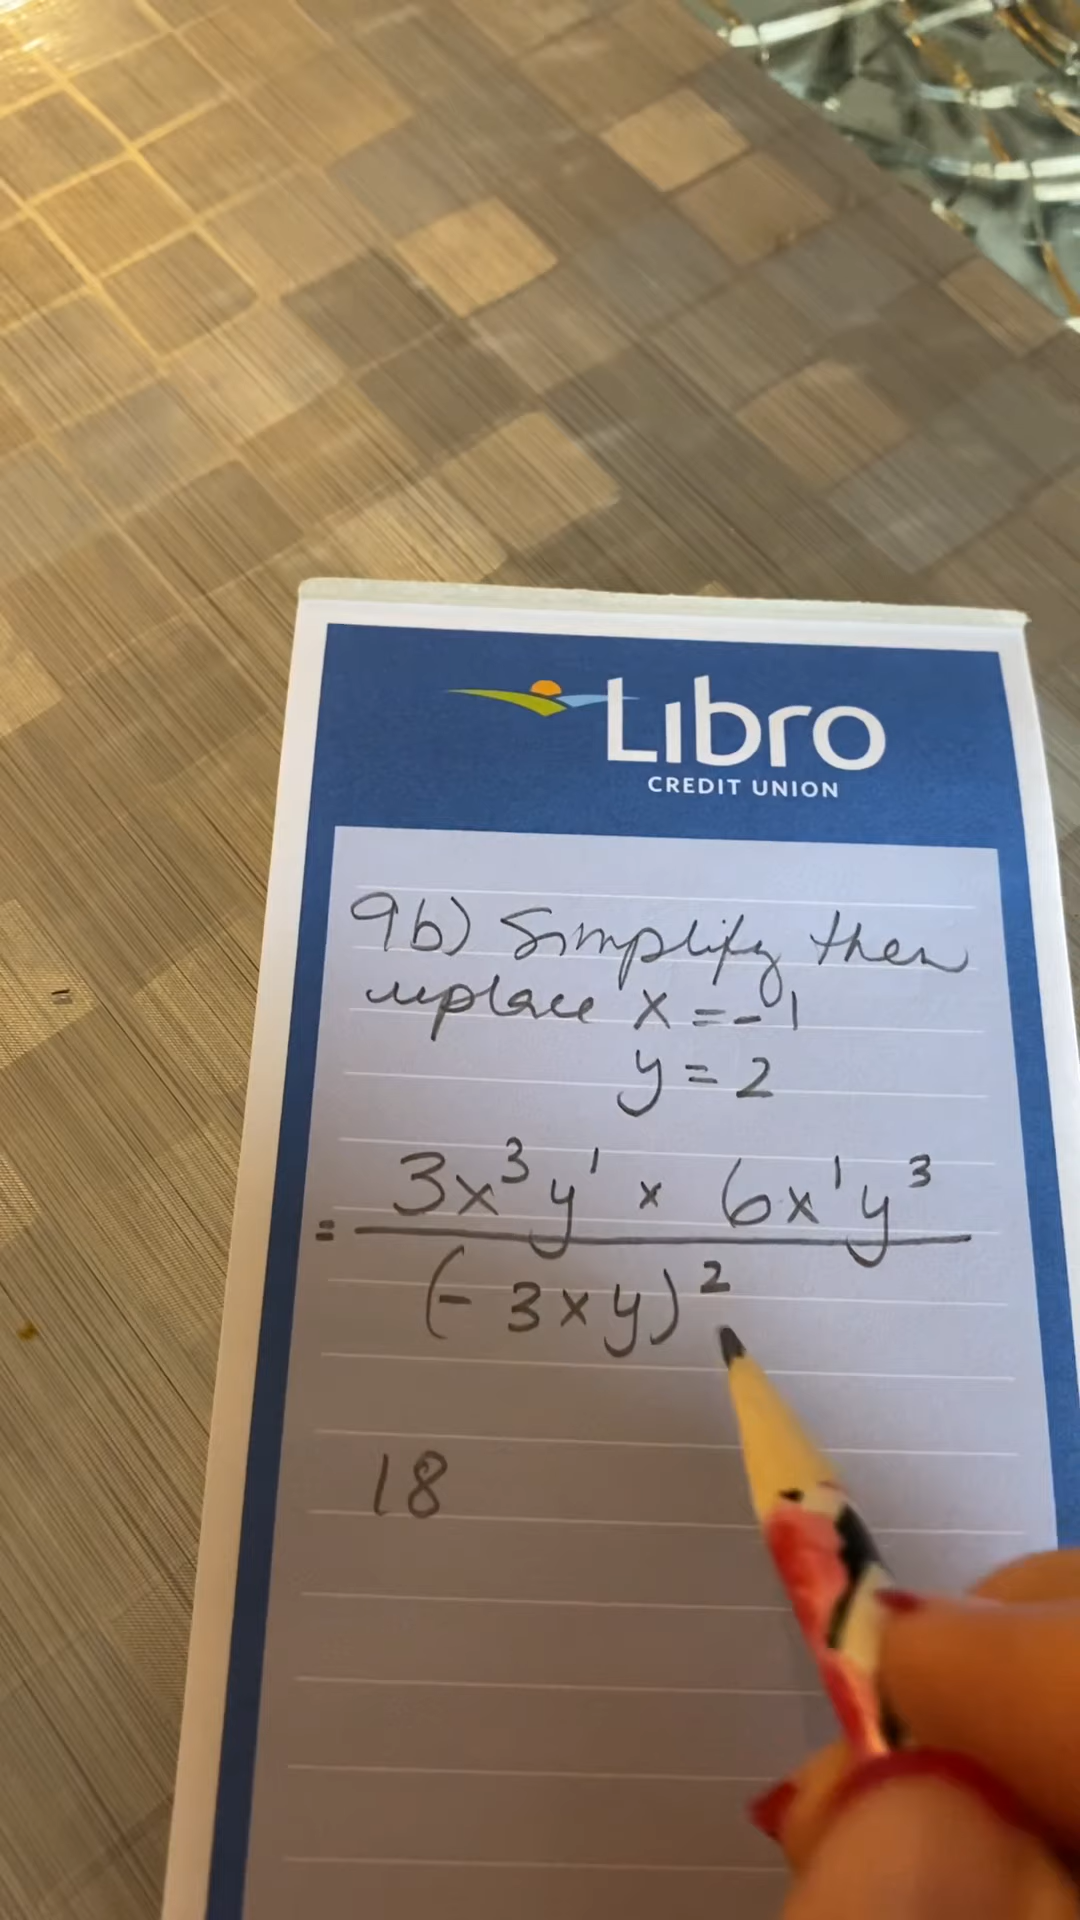 Libro
CREDIT UNION
9b) Simplify then
replace x = -1
y = 2
= 3x³y¹ x 6x¹y³
(-3xy)²
18